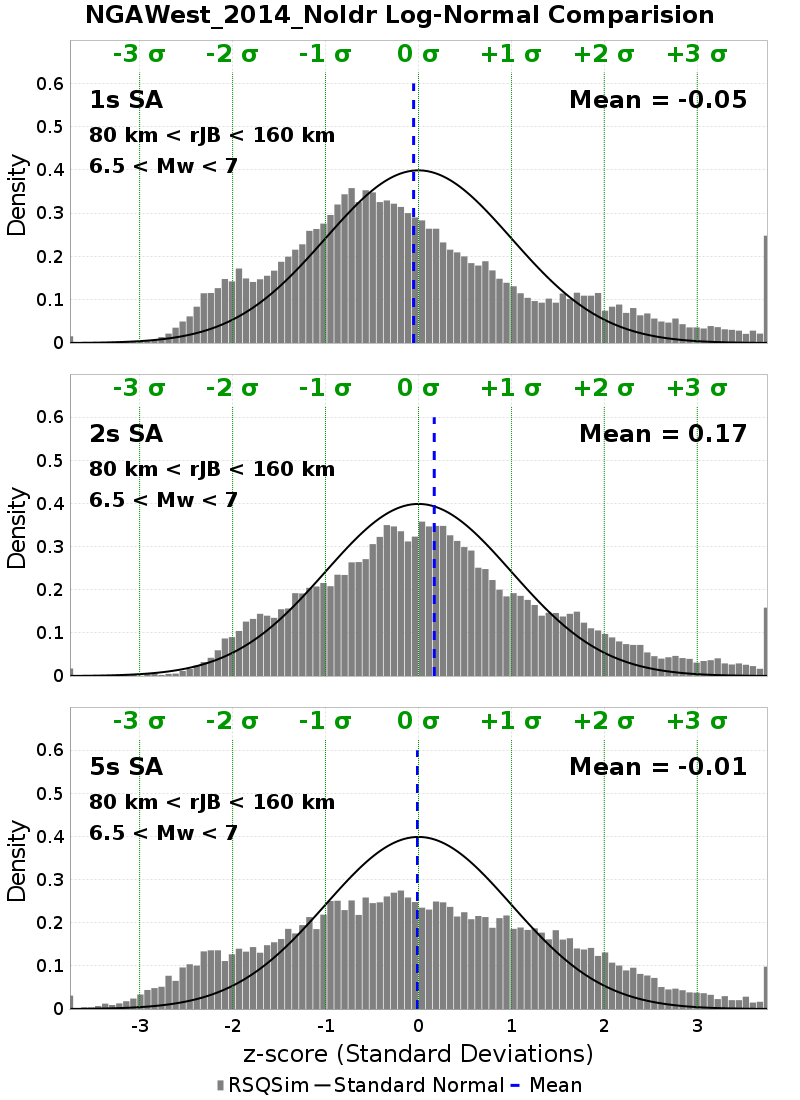 NGAWest_2014_NoIdr Log-Normal Comparision
-3 σ -2 σ -1 σ 0 σ +1 σ +2 σ +3 σ
1s SA Mean = -0.05
80 km < rJB < 160 km
6.5 < Mw < 7
Density
0.6
0.5
0.4
0.3
0.2
0.1
0
-3 σ -2 σ -1 σ 0 σ +1 σ +2 σ +3 σ
2s SA Mean = 0.17
80 km < rJB < 160 km
6.5 < Mw < 7
Density
0.6
0.5
0.4
0.3
0.2
0.1
0
-3 σ -2 σ -1 σ 0 σ +1 σ +2 σ +3 σ
5s SA Mean = -0.01
80 km < rJB < 160 km
6.5 < Mw < 7
Density
0.6
0.5
0.4
0.3
0.2
0.1
0
-3 -2 -1 0 1 2 3
z-score (Standard Deviations)
RSQSim Standard Normal Mean